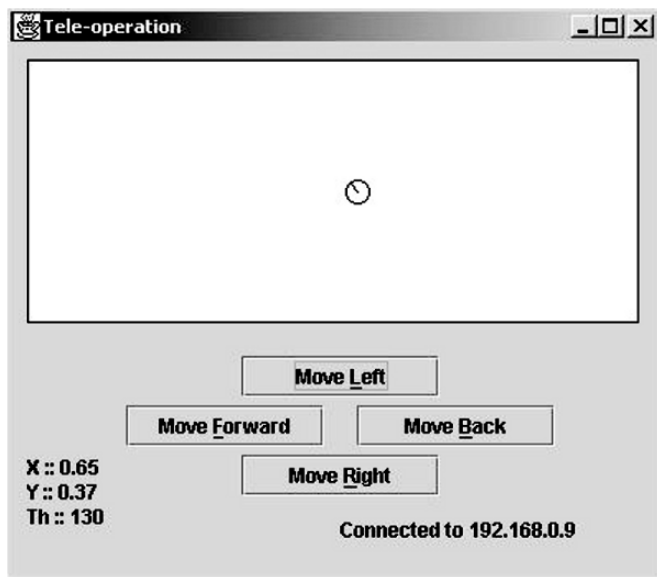 Tele-operation
Move Left
Move Forward Move Back
Move Right
X :: 0.65
Y :: 0.37
Th :: 130
Connected to 192.168.0.9